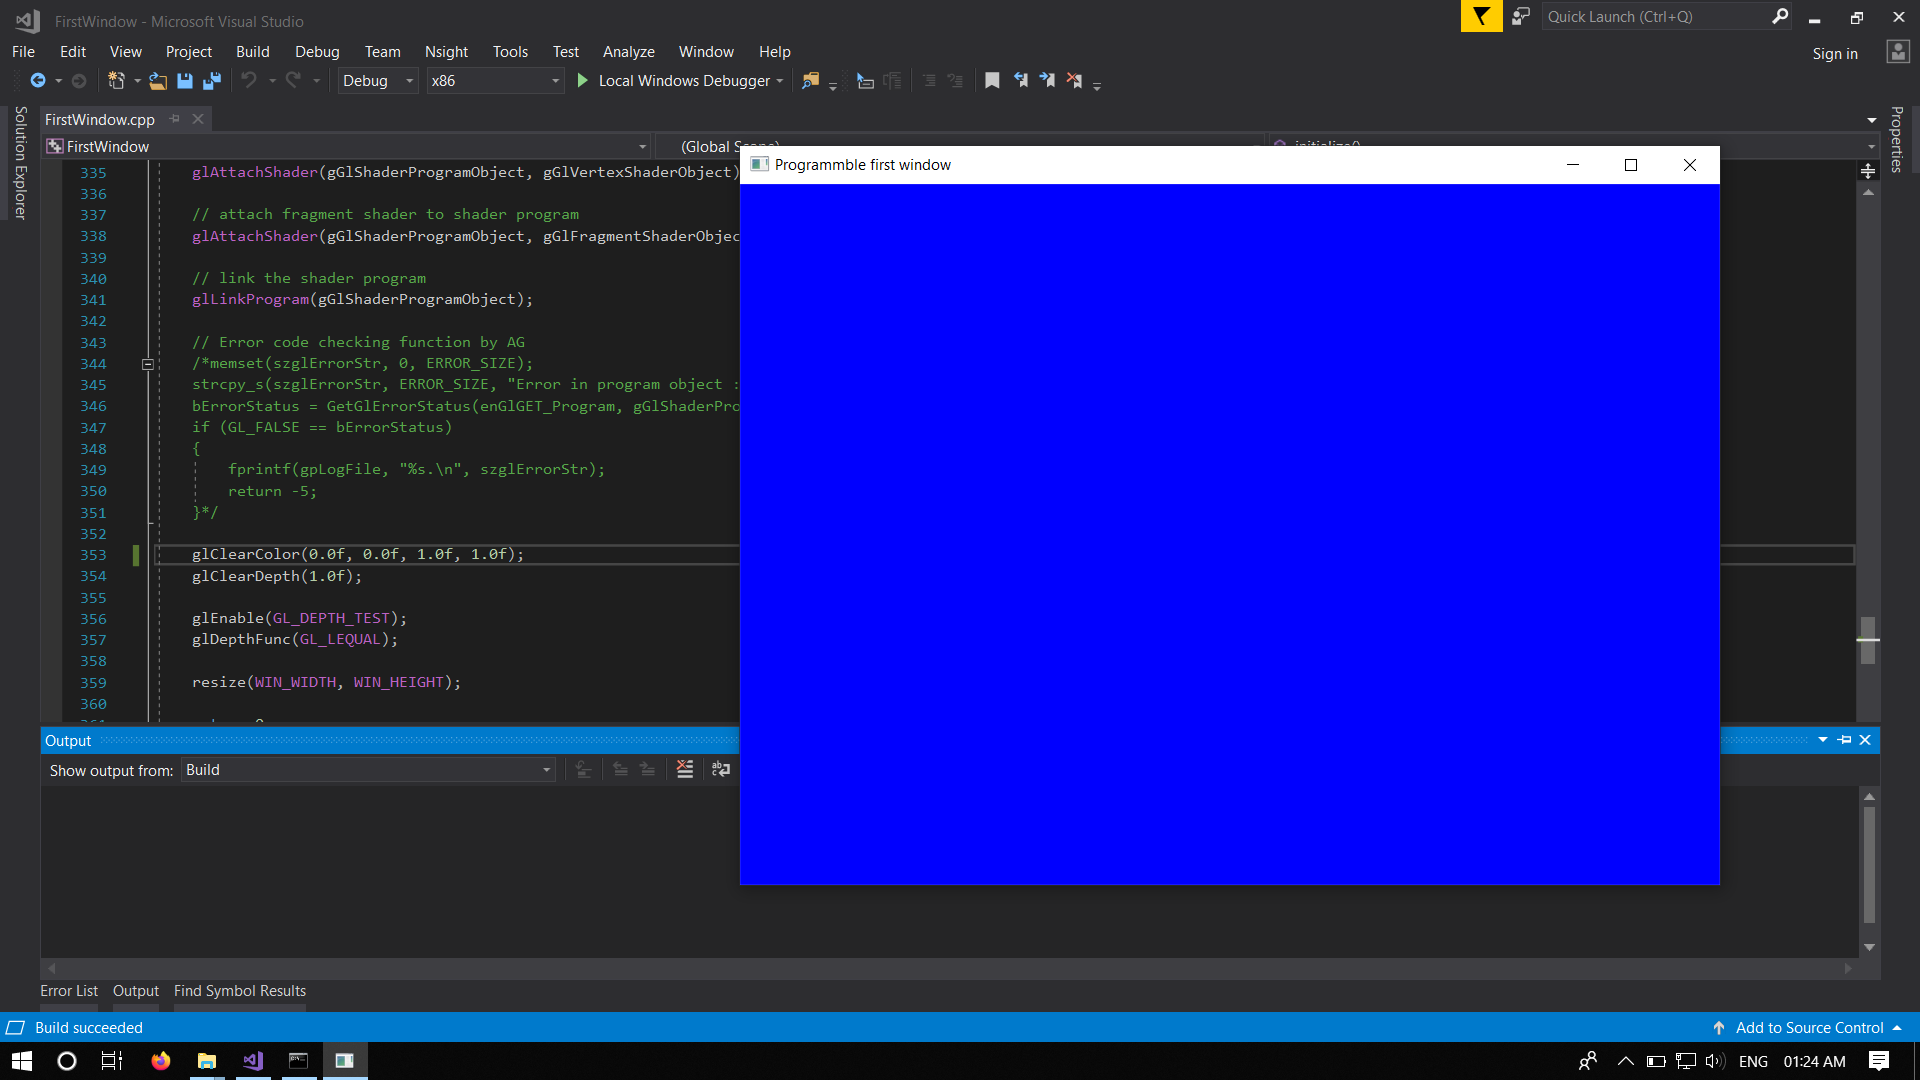 FirstWindow - Microsoft Visual Studio
Quick Launch (Ctrl+Q)
File Edit View Project Build Debug Team Nsight Tools Test Analyze Window Help
Sign in
Debug x86 Local Windows Debugger
Solution Explorer
Properties
FirstWindow.cpp
FirstWindow (Global
Programmble first window
335 glAttachShader(gGlShaderProgramObject, gGlVertexShaderObject)
336
337 // attach fragment shader to shader program
338 glAttachShader(gGlShaderProgramObject, gGlFragmentShaderObjec
339
340 // link the shader program
341 glLinkProgram(gGlShaderProgramObject);
342
343 // Error code checking function by AG
344 /*memset(szglErrorStr, 0, ERROR_SIZE);
345 strcpy_s(szglErrorStr, ERROR_SIZE, "Error in program object :
346 bErrorStatus = GetGlErrorStatus(enGlGET_Program, gGlShaderPro
347 if (GL_FALSE == bErrorStatus)
348 {
349 fprintf(gpLogFile, "%s.\n", szglErrorStr);
350 return -5;
351 }*/
352
353 glClearColor(0.0f, 0.0f, 1.0f, 1.0f);
354 glClearDepth(1.0f);
355
356 glEnable(GL_DEPTH_TEST);
357 glDepthFunc(GL_LEQUAL);
358
359 resize(WIN_WIDTH, WIN_HEIGHT);
360
Output
Show output from: Build
Error List Output Find Symbol Results
Build succeeded
Add to Source Control
ENG 01:24 AM